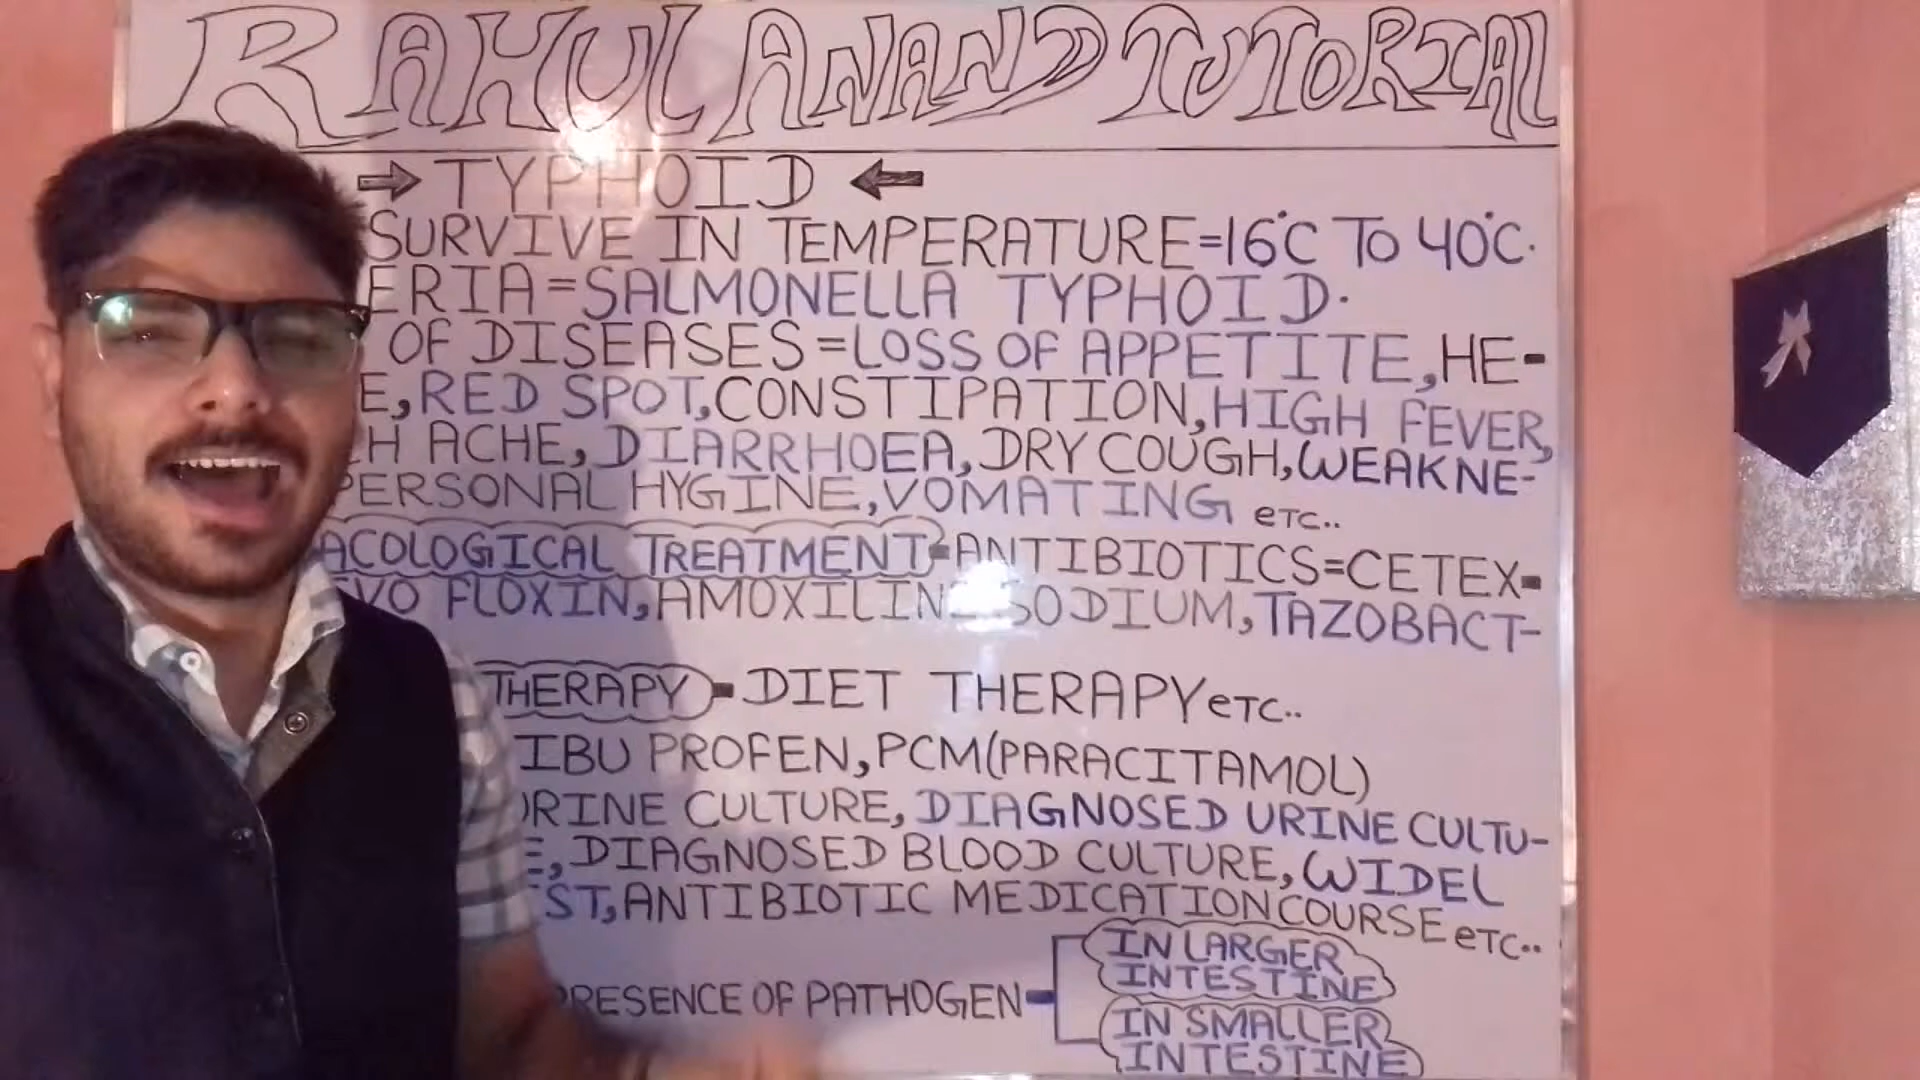 RAHUL ANAND TUTORIAL
→ TYPHOID ←
SURVIVE IN TEMPERATURE=16°C TO 40°C.
ERIA=SALMONELLA TYPHOID.
OF DISEASES=LOSS OF APPETITE,HE-
E,RED SPOT,CONSTIPATION,HIGH FEVER,
H ACHE,DIARRHOEA,DRY COUGH,WEAKNE-
PERSONAL HYGINE,VOMATING etc..
ACOLOGICAL TREATMENT-ANTIBIOTICS=CETEX-
VO FLOXIN,AMOXILIN SODIUM,TAZOBACT-
THERAPY-DIET THERAPY etc..
IBU PROFEN,PCM(PARACITAMOL)
URINE CULTURE,DIAGNOSED URINE CULTU-
E,DIAGNOSED BLOOD CULTURE,WIDEL
ST,ANTIBIOTIC MEDICATION COURSE etc..
PRESENCE OF PATHOGEN-
IN LARGER
INTESTINE
IN SMALLER
INTESTINE